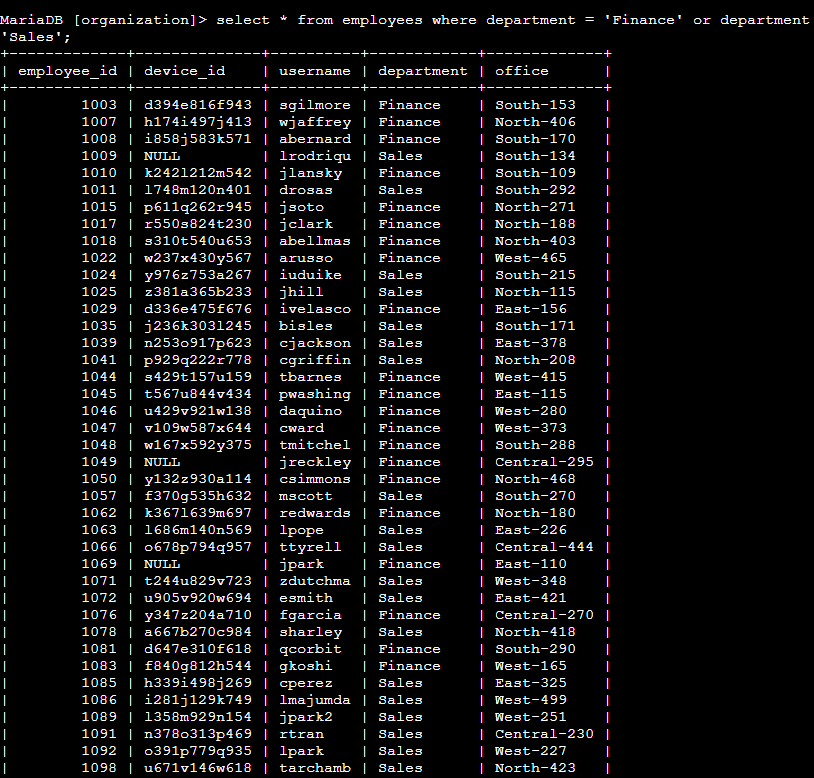 MariaDB [organization]> select * from employees where department = 'Finance' or department
'Sales';
+-------------+--------------+----------+------------+-------------+
| employee_id | device_id    | username | department | office      |
+-------------+--------------+----------+------------+-------------+
|        1003 | d394e816f943 | sgilmore | Finance    | South-153   |
|        1007 | h174i497j413 | wjaffrey | Finance    | North-406   |
|        1008 | i858j583k571 | abernard | Finance    | South-170   |
|        1009 | NULL         | lrodriqu | Sales      | South-134   |
|        1010 | k242l212m542 | jlansky  | Finance    | South-109   |
|        1011 | l748m120n401 | drosas   | Sales      | South-292   |
|        1015 | p611q262r945 | jsoto    | Finance    | North-271   |
|        1017 | r550s824t230 | jclark   | Finance    | North-188   |
|        1018 | s310t540u653 | abellmas | Finance    | North-403   |
|        1022 | w237x430y567 | arusso   | Finance    | West-465    |
|        1024 | y976z753a267 | iuduike  | Sales      | South-215   |
|        1025 | z381a365b233 | jhill    | Sales      | North-115   |
|        1029 | d336e475f676 | ivelasco | Finance    | East-156    |
|        1035 | j236k303l245 | bisles   | Sales      | South-171   |
|        1039 | n253o917p623 | cjackson | Sales      | East-378    |
|        1041 | p929q222r778 | cgriffin | Sales      | North-208   |
|        1044 | s429t157u159 | tbarnes  | Finance    | West-415    |
|        1045 | t567u844v434 | pwashing | Finance    | East-115    |
|        1046 | u429v921w138 | daquino  | Finance    | West-280    |
|        1047 | v109w587x644 | cward    | Finance    | West-373    |
|        1048 | w167x592y375 | tmitchel | Finance    | South-288   |
|        1049 | NULL         | jreckley | Finance    | Central-295 |
|        1050 | y132z930a114 | csimmons | Finance    | North-468   |
|        1057 | f370g535h632 | mscott   | Sales      | South-270   |
|        1062 | k367l639m697 | redwards | Finance    | North-180   |
|        1063 | l686m140n569 | lpope    | Sales      | East-226    |
|        1066 | o678p794q957 | ttyrell  | Sales      | Central-444 |
|        1069 | NULL         | jpark    | Finance    | East-110    |
|        1071 | t244u829v723 | zdutchma | Sales      | West-348    |
|        1072 | u905v920w694 | esmith   | Sales      | East-421    |
|        1076 | y347z204a710 | fgarcia  | Finance    | Central-270 |
|        1078 | a667b270c984 | sharley  | Sales      | North-418   |
|        1081 | d647e310f618 | qcorbit  | Finance    | South-290   |
|        1083 | f840g812h544 | gkoshi   | Finance    | West-165    |
|        1085 | h339i498j269 | cperez   | Sales      | East-325    |
|        1086 | i281j129k749 | lmajumda | Sales      | West-499    |
|        1089 | l358m929n154 | jpark2   | Sales      | West-251    |
|        1091 | n378o313p469 | rtran    | Sales      | Central-230 |
|        1092 | o391p779q935 | lpark    | Sales      | West-227    |
|        1098 | u671v146w618 | tarchamb | Sales      | North-423   |